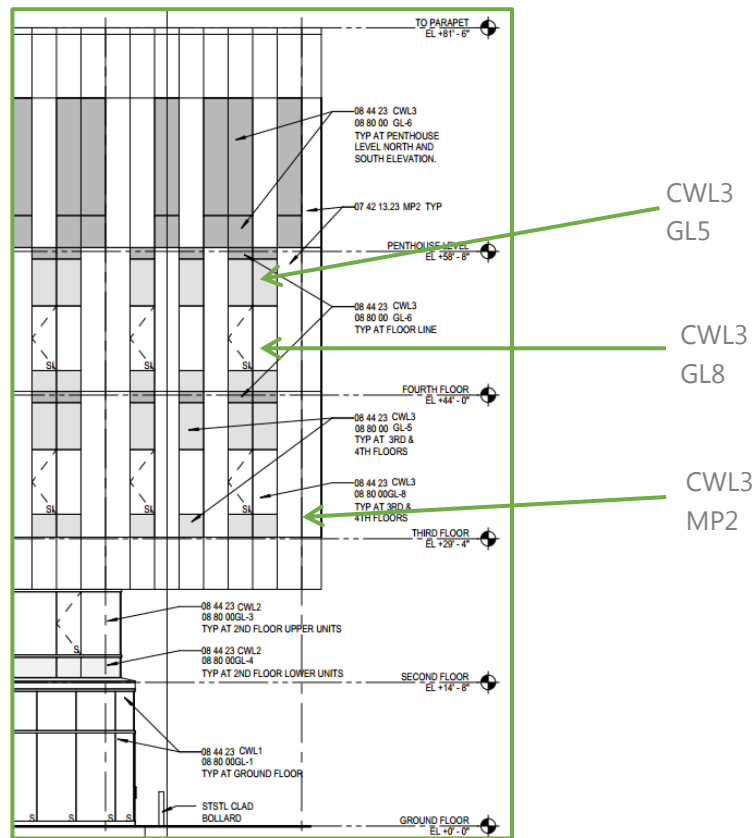 TO PARAPET
EL +81' - 6"
08 44 23 CWL3
08 80 00 GL-6
TYP AT PENTHOUSE
LEVEL NORTH AND
SOUTH ELEVATION.
CWL3
GL5
07 42 13.23 MP2 TYP
PENTHOUSE LEVEL
EL +58' - 8"
08 44 23 CWL3
08 80 00 GL-6
TYP AT FLOOR LINE
CWL3
GL8
SL
SL
SL
FOURTH FLOOR
EL +44' - 0"
08 44 23 CWL3
08 80 00 GL-5
TYP AT 3RD &
4TH FLOORS
08 44 23 CWL3
08 80 00GL-8
TYP AT 3RD &
4TH FLOORS
CWL3
MP2
SL
SL
SL
THIRD FLOOR
EL +29' - 4"
08 44 23 CWL2
08 80 00GL-3
TYP AT 2ND FLOOR UPPER UNITS
S
08 44 23 CWL2
08 80 00GL-4
TYP AT 2ND FLOOR LOWER UNITS
SECOND FLOOR
EL +14' - 8"
08 44 23 CWL1
08 80 00GL-1
TYP AT GROUND FLOOR
STSTL CLAD
BOLLARD
S S S S
GROUND FLOOR
EL +0' - 0"